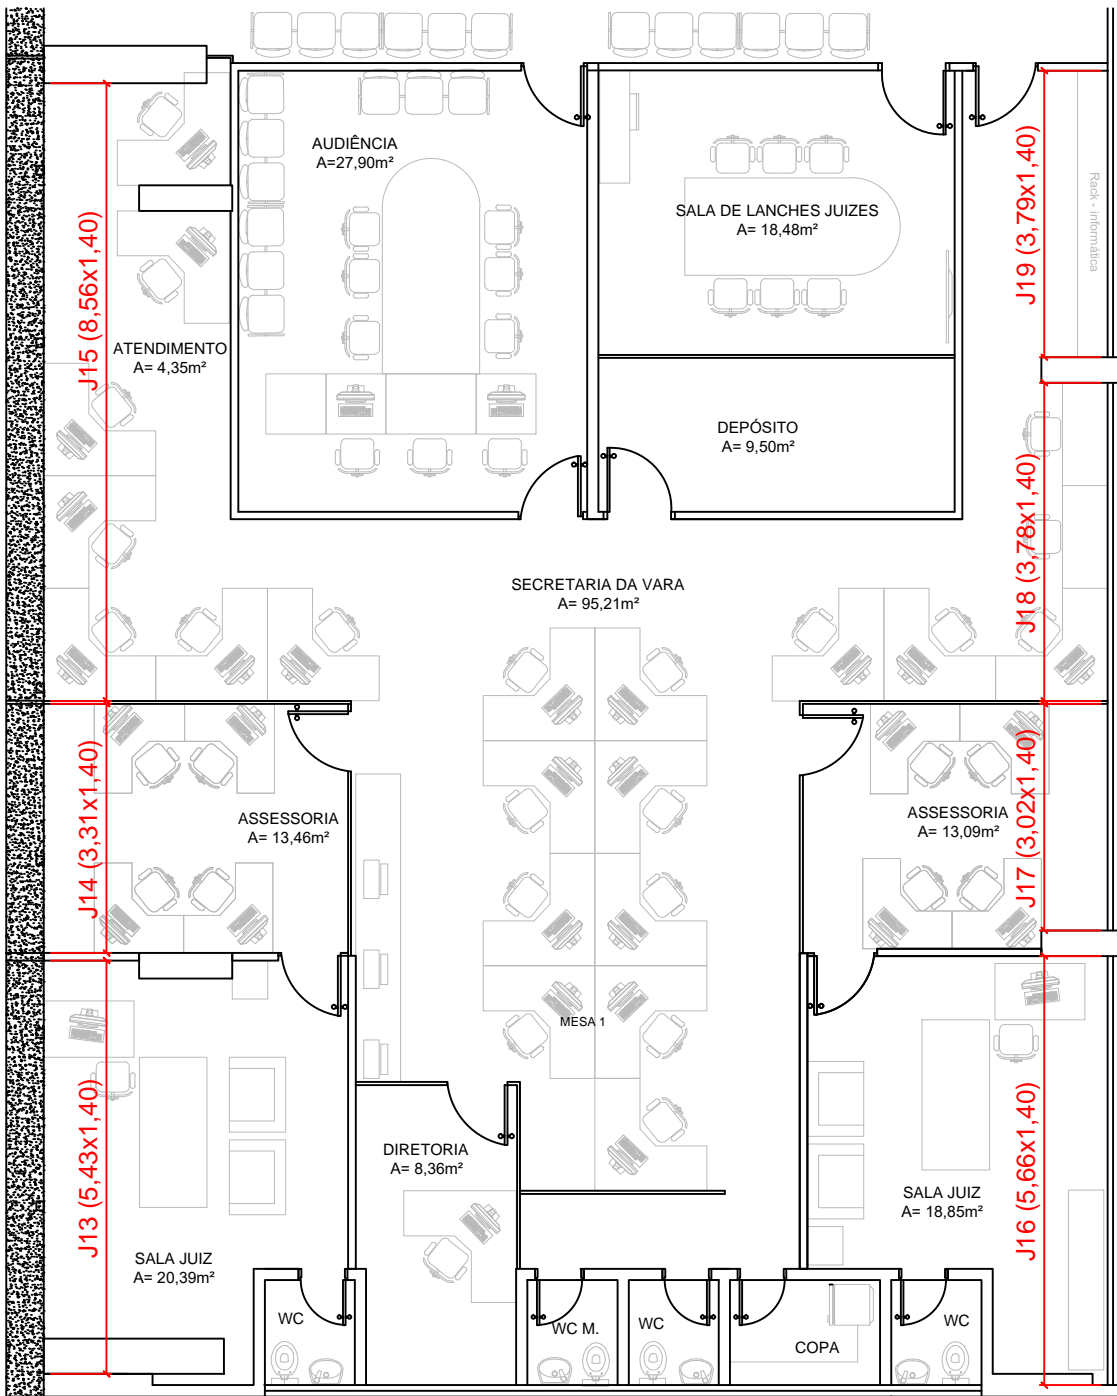 AUDIÊNCIA
A=27,90m²
SALA DE LANCHES JUIZES
A= 18,48m²
J19 (3,79x1,40)
Rack - informática
J15 (8,56x1,40)
ATENDIMENTO
A= 4,35m²
DEPÓSITO
A= 9,50m²
J18 (3,78x1,40)
SECRETARIA DA VARA
A= 95,21m²
J14 (3,31x1,40)
ASSESSORIA
A= 13,46m²
ASSESSORIA
A= 13,09m²
J17 (3,02x1,40)
MESA 1
J13 (5,43x1,40)
DIRETORIA
A= 8,36m²
J16 (5,66x1,40)
SALA JUIZ
A= 18,85m²
SALA JUIZ
A= 20,39m²
WC
WC M.
WC
COPA
WC